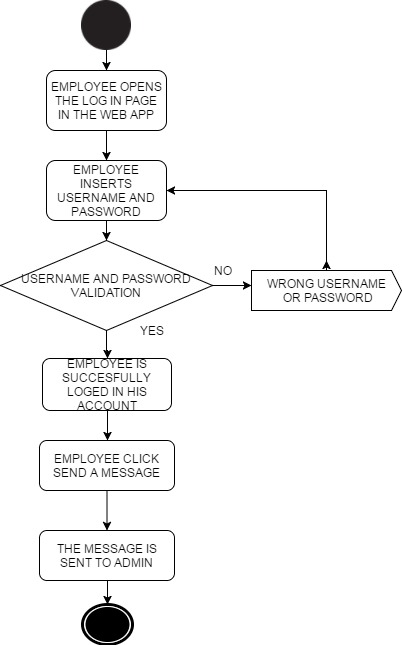 EMPLOYEE OPENS
THE LOG IN PAGE
IN THE WEB APP
EMPLOYEE
INSERTS
USERNAME AND
PASSWORD
USERNAME AND PASSWORD
VALIDATION
NO
WRONG USERNAME
OR PASSWORD
YES
EMPLOYEE IS
SUCCESFULLY
LOGED IN HIS
ACCOUNT
EMPLOYEE CLICK
SEND A MESSAGE
THE MESSAGE IS
SENT TO ADMIN